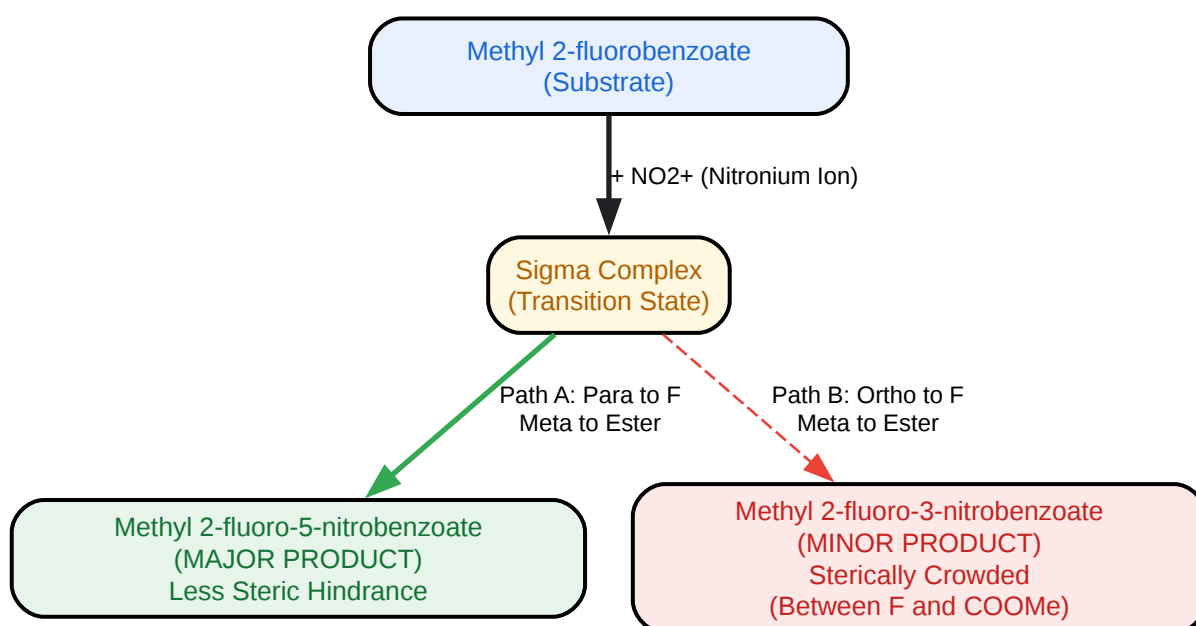 Methyl 2-fluorobenzoate
(Substrate)
+ NO2+ (Nitronium Ion)
Sigma Complex
(Transition State)
Path A: Para to F
Meta to Ester
Path B: Ortho to F
Meta to Ester
Methyl 2-fluoro-5-nitrobenzoate
(MAJOR PRODUCT)
Less Steric Hindrance
Methyl 2-fluoro-3-nitrobenzoate
(MINOR PRODUCT)
Sterically Crowded
(Between F and COOMe)